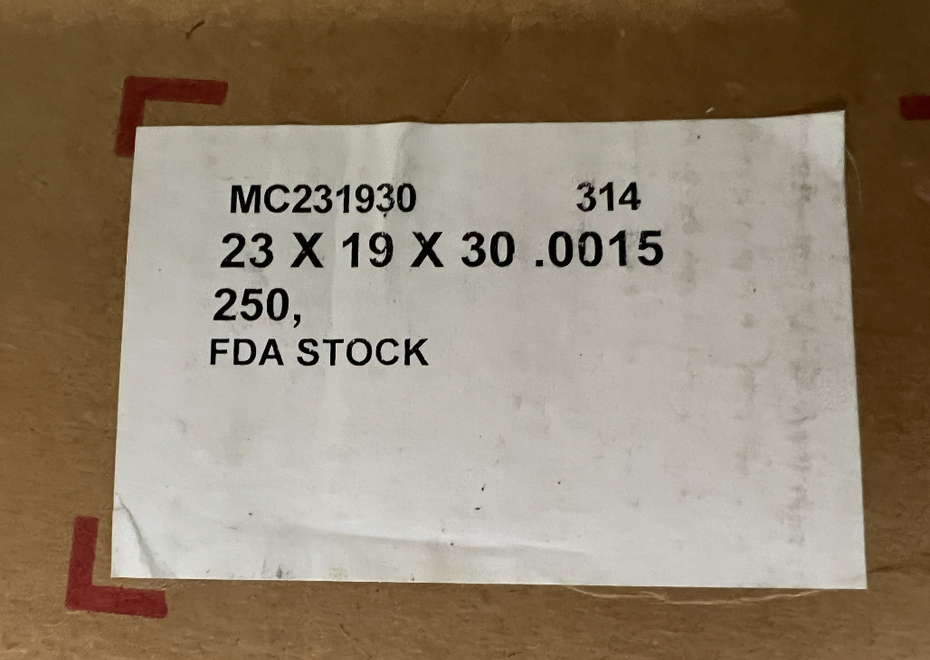 MC231930 314
23 X 19 X 30 .0015
250,
FDA STOCK